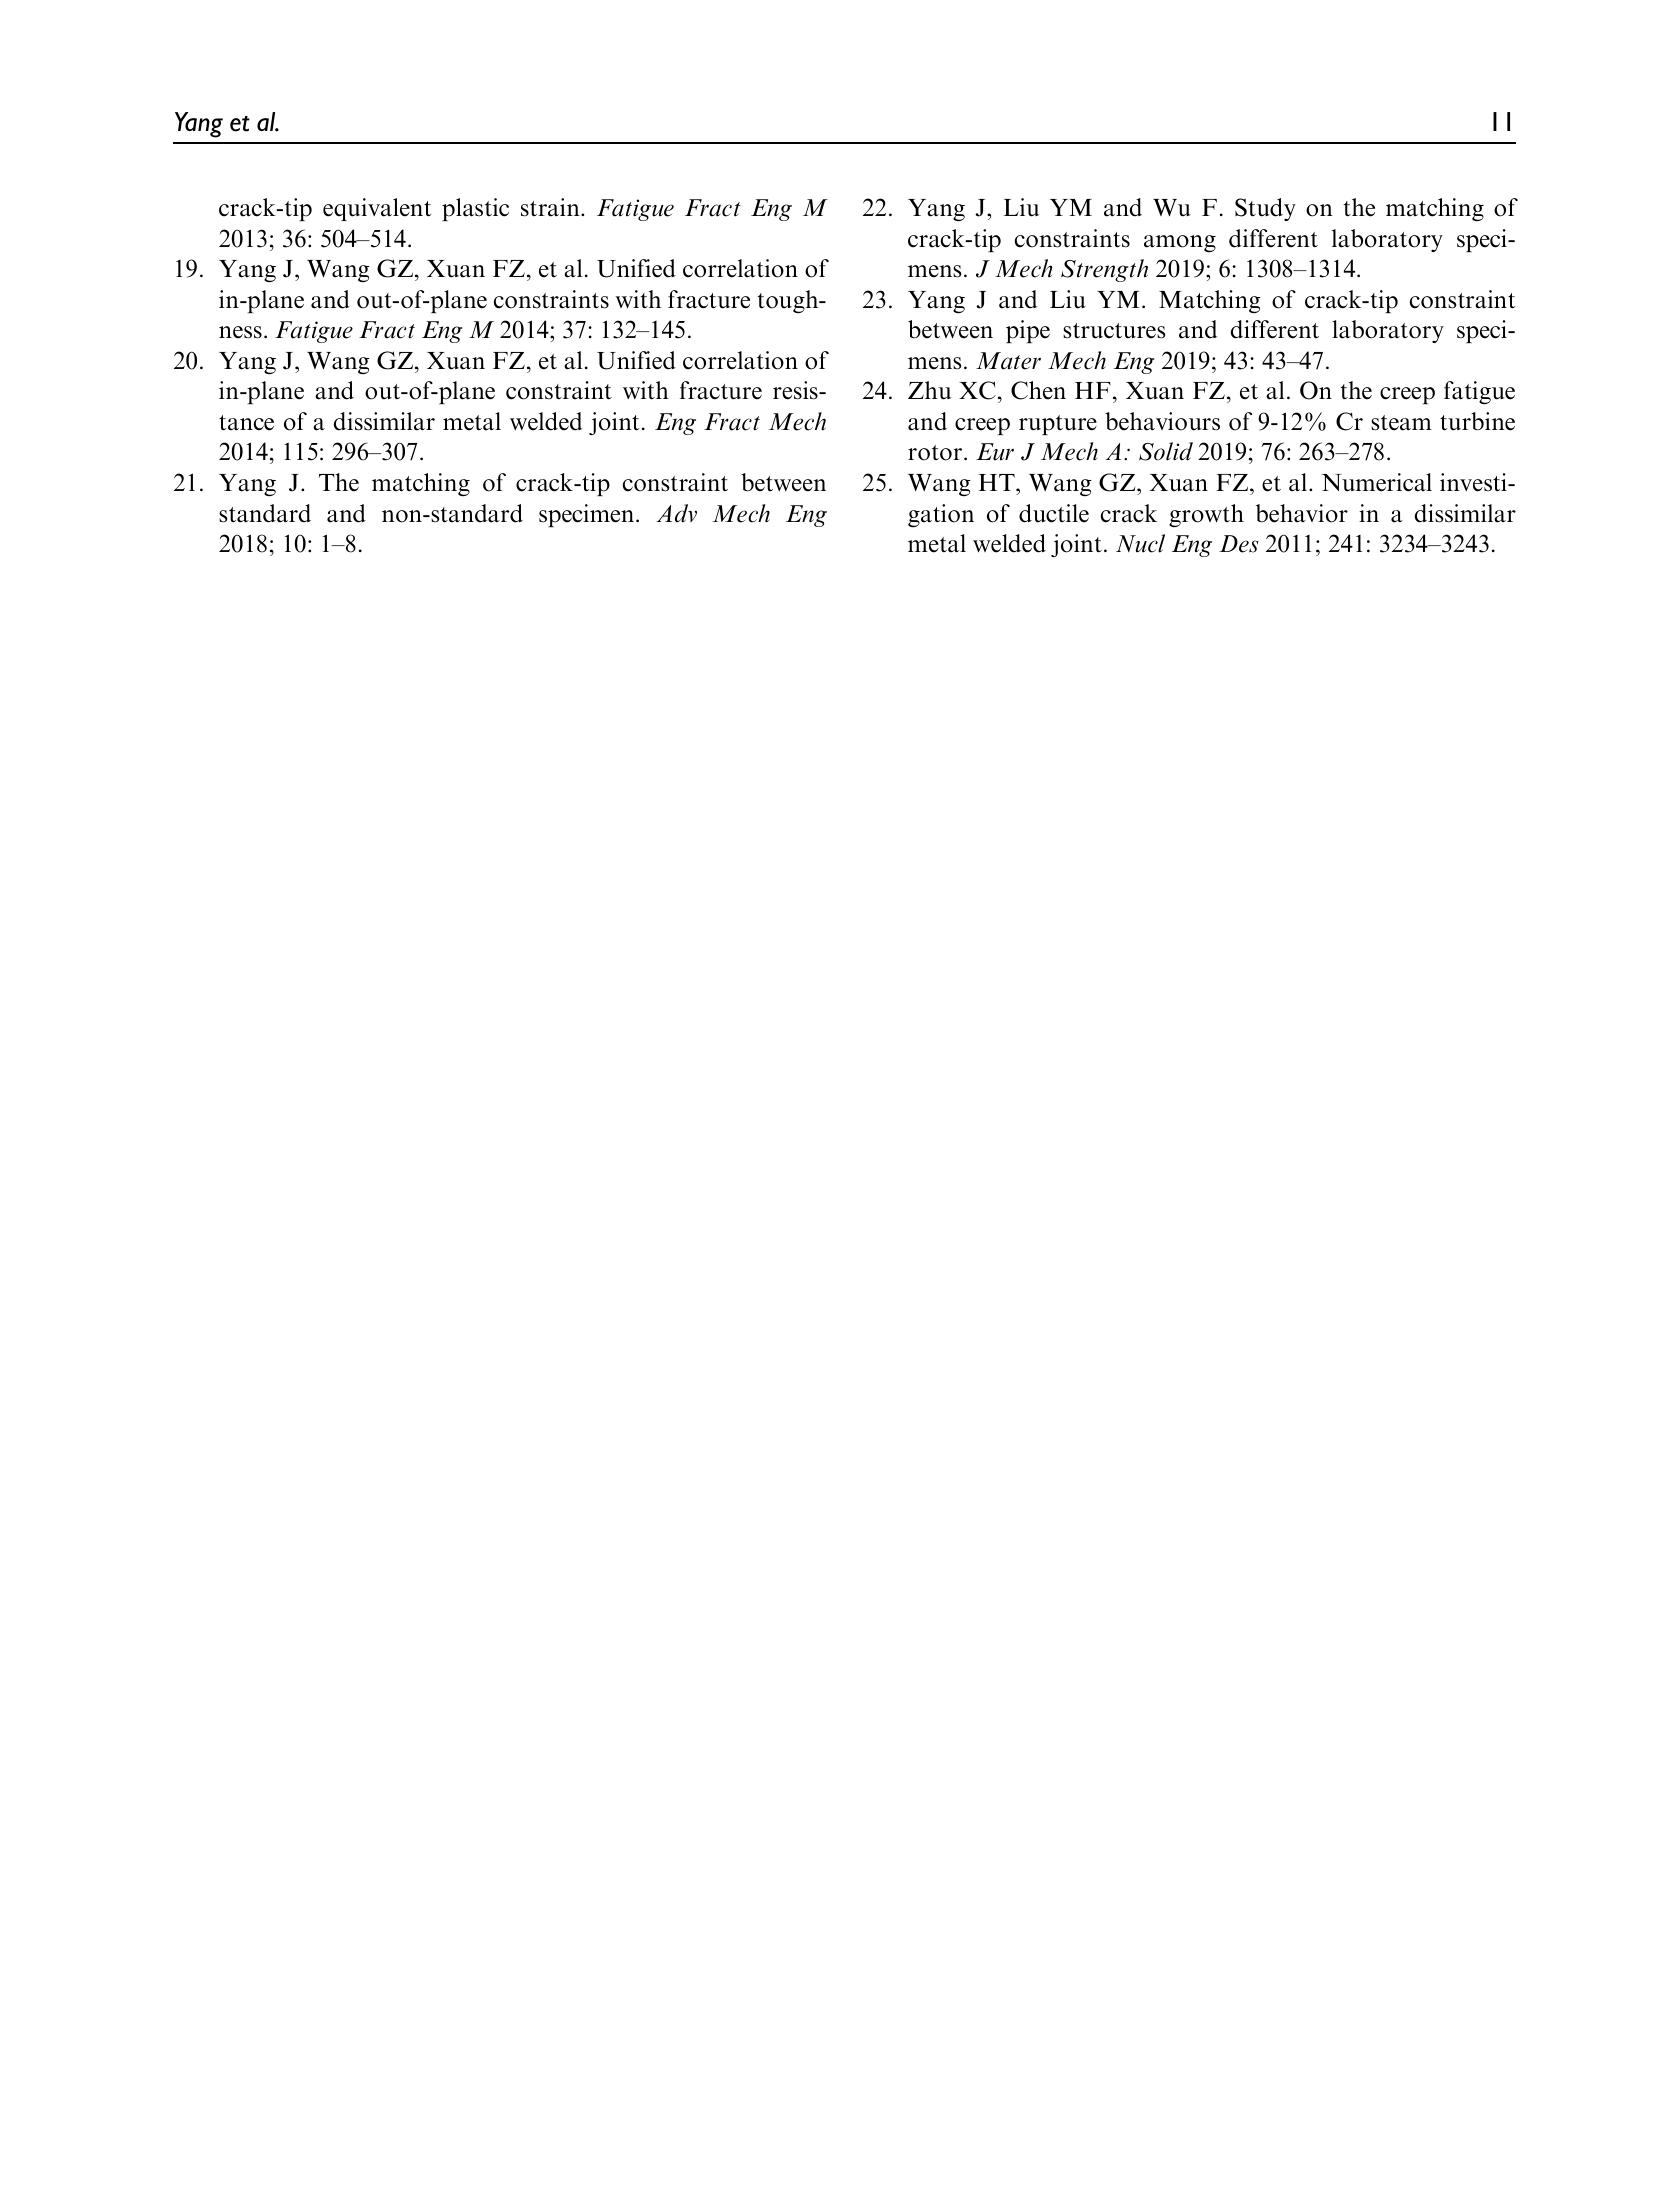 Yang et al.
11
crack-tip equivalent plastic strain. Fatigue Fract Eng M
2013; 36: 504–514.
19. Yang J, Wang GZ, Xuan FZ, et al. Unified correlation of
in-plane and out-of-plane constraints with fracture tough-
ness. Fatigue Fract Eng M 2014; 37: 132–145.
20. Yang J, Wang GZ, Xuan FZ, et al. Unified correlation of
in-plane and out-of-plane constraint with fracture resis-
tance of a dissimilar metal welded joint. Eng Fract Mech
2014; 115: 296–307.
21. Yang J. The matching of crack-tip constraint between
standard and non-standard specimen. Adv Mech Eng
2018; 10: 1–8.
22. Yang J, Liu YM and Wu F. Study on the matching of
crack-tip constraints among different laboratory speci-
mens. J Mech Strength 2019; 6: 1308–1314.
23. Yang J and Liu YM. Matching of crack-tip constraint
between pipe structures and different laboratory speci-
mens. Mater Mech Eng 2019; 43: 43–47.
24. Zhu XC, Chen HF, Xuan FZ, et al. On the creep fatigue
and creep rupture behaviours of 9-12% Cr steam turbine
rotor. Eur J Mech A: Solid 2019; 76: 263–278.
25. Wang HT, Wang GZ, Xuan FZ, et al. Numerical investi-
gation of ductile crack growth behavior in a dissimilar
metal welded joint. Nucl Eng Des 2011; 241: 3234–3243.